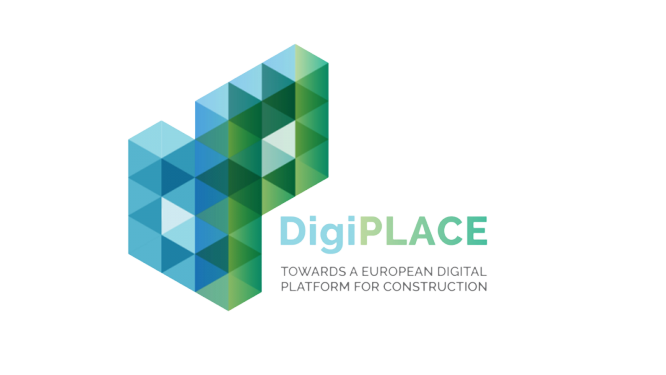 DigiPLACE
TOWARDS A EUROPEAN DIGITAL
PLATFORM FOR CONSTRUCTION